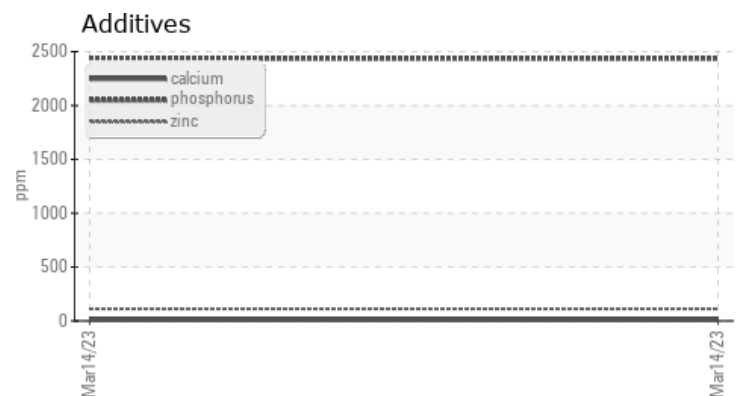 Additives
2500
2000
1500
1000
500
0
ppm
calcium
phosphorus
zinc
Mar14/23
Mar14/23